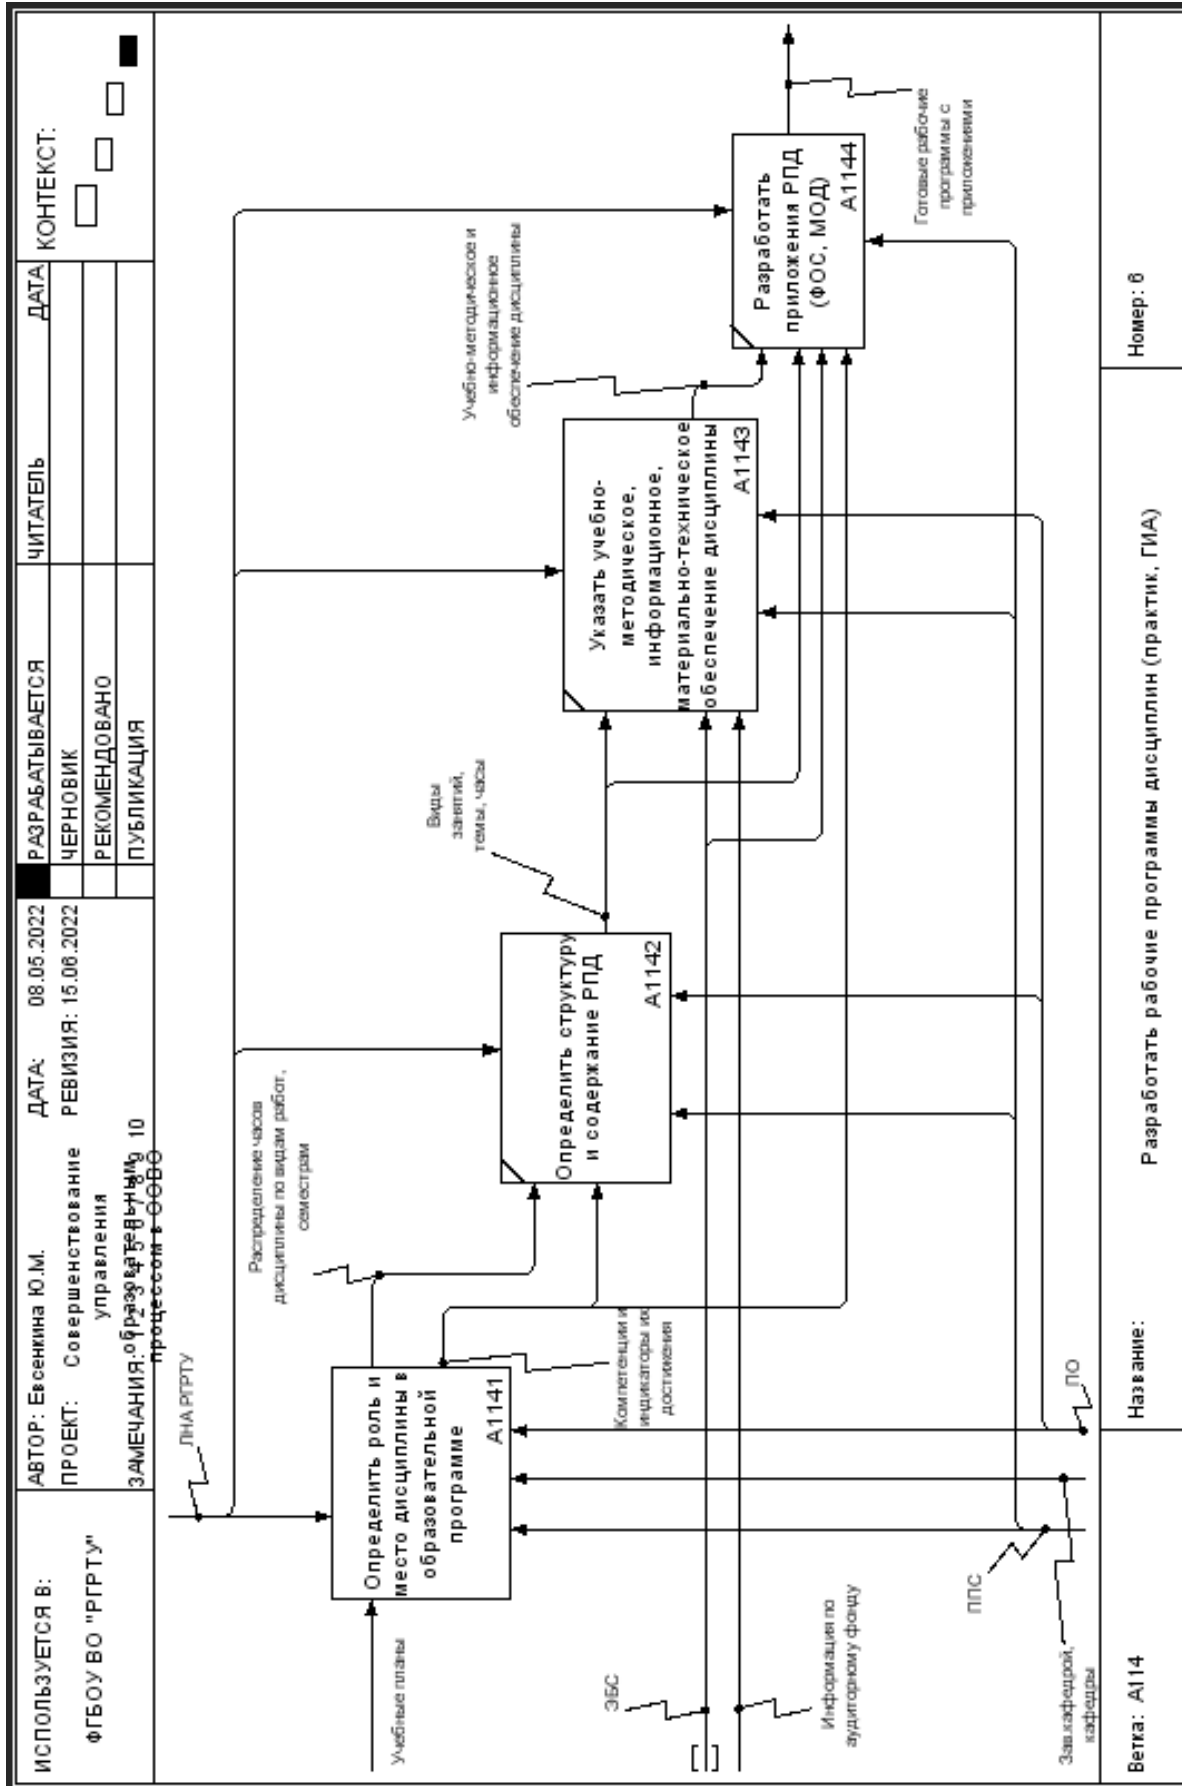 ИСПОЛЬЗУЕТСЯ В:
ФГБОУ ВО "РГРТУ"
АВТОР: Евсенкина Ю.М.
ДАТА: 08.05.2022
ПРОЕКТ: Совершенствование
управления
образовательным
процессом в ООВО
РЕВИЗИЯ: 15.06.2022
ЗАМЕЧАНИЯ: 1 2 3 4 5 6 7 8 9 10
РАЗРАБАТЫВАЕТСЯ
ЧЕРНОВИК
РЕКОМЕНДОВАНО
ПУБЛИКАЦИЯ
ЧИТАТЕЛЬ
ДАТА
КОНТЕКСТ:
ЛНА РГРТУ
Учебные планы
Определить роль и
место дисциплины в
образовательной
программе
A1141
Распределение часов
дисциплины по видам работ,
семестрам
Компетенции и
индикаторы их
достижения
Определить структуру
и содержание РПД
A1142
Виды
занятий,
темы, часы
Указать учебно-
методическое,
информационное,
материально-техническое
обеспечение дисциплины
A1143
Учебно-методическое и
информационное
обеспечение дисциплины
Разработать
приложения РПД
(ФОС, МОД)
A1144
Готовые рабочие
программы с
приложениями
ЭБС
Информация по
аудиторному фонду
ППС
Зав.кафедрой,
кафедры
ПО
Ветка: A114
Название:
Разработать рабочие программы дисциплин (практик, ГИА)
Номер: 6